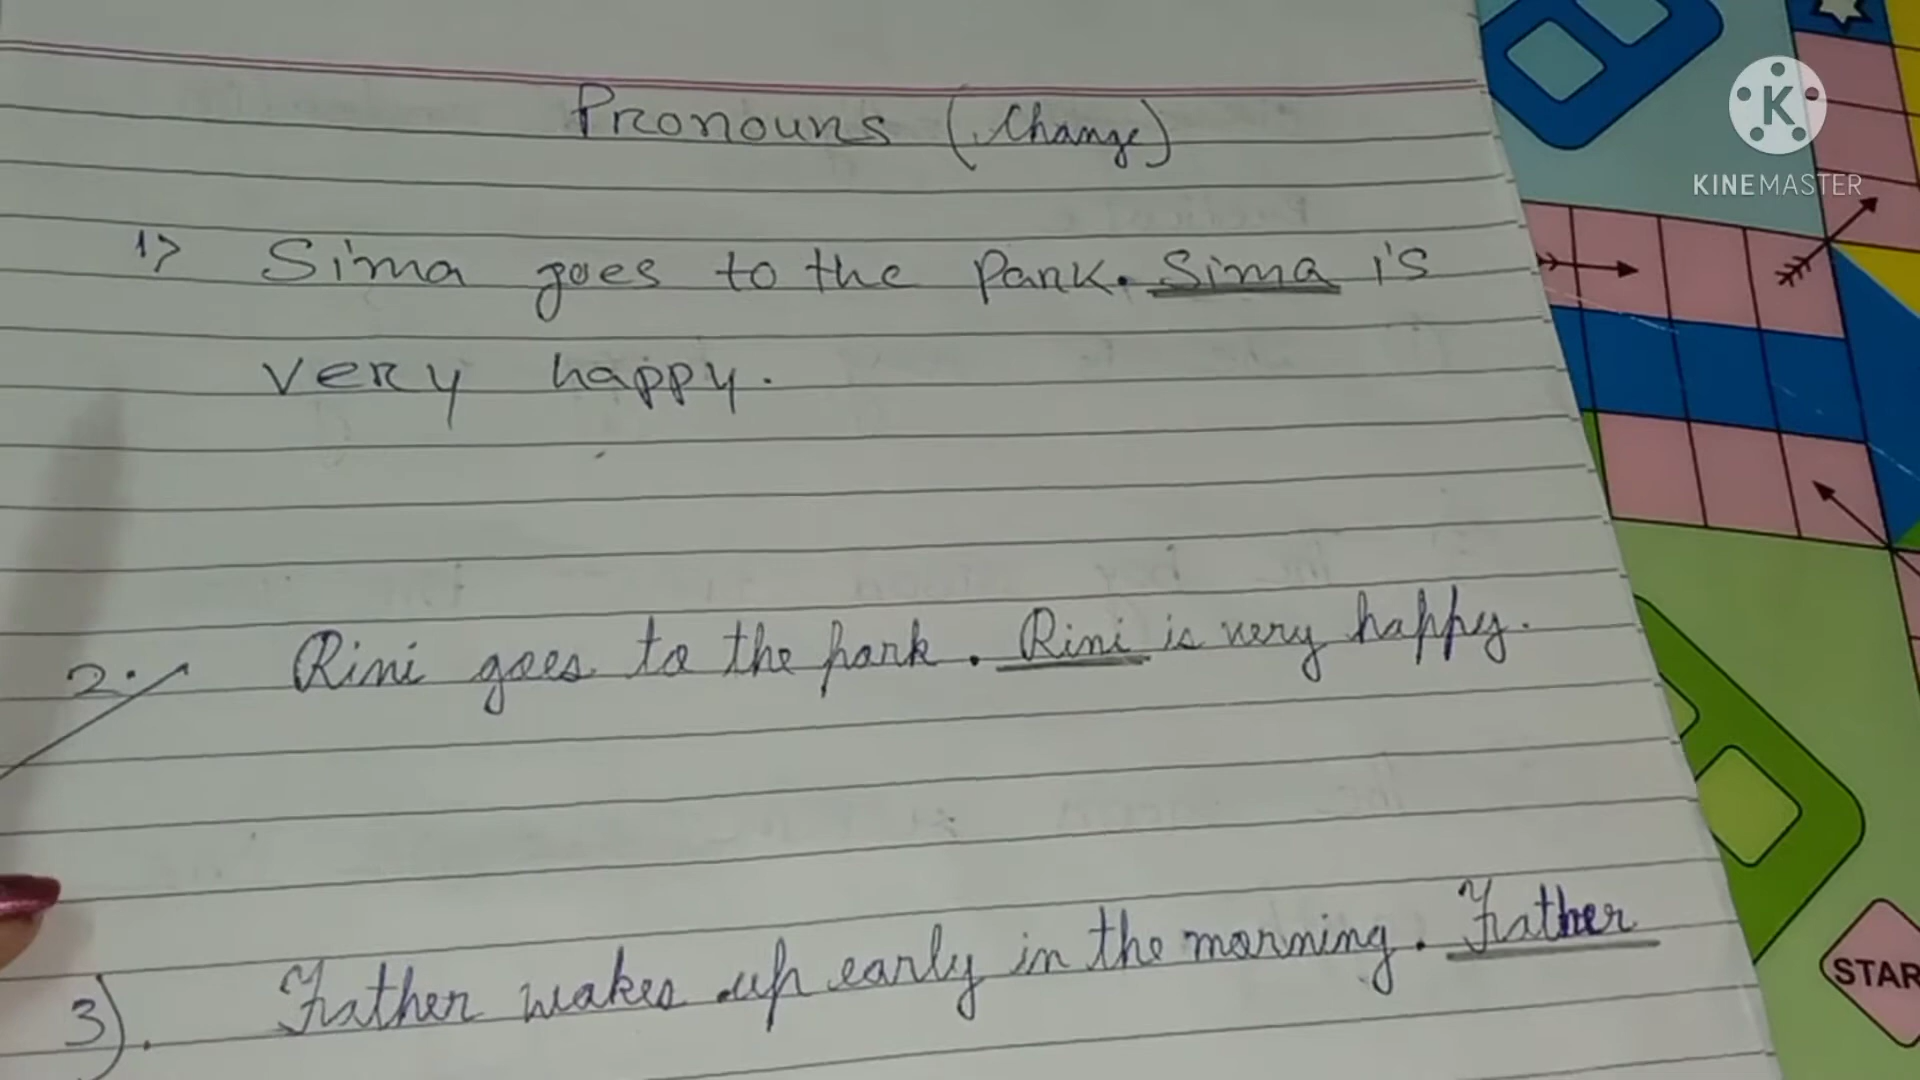 Pronouns (Change)
1> Sima goes to the Park. Sima is
very happy.
2. Rini goes to the park. Rini is very happy.
3). Father wakes up early in the morning. Father
K
KINEMASTER
STAR